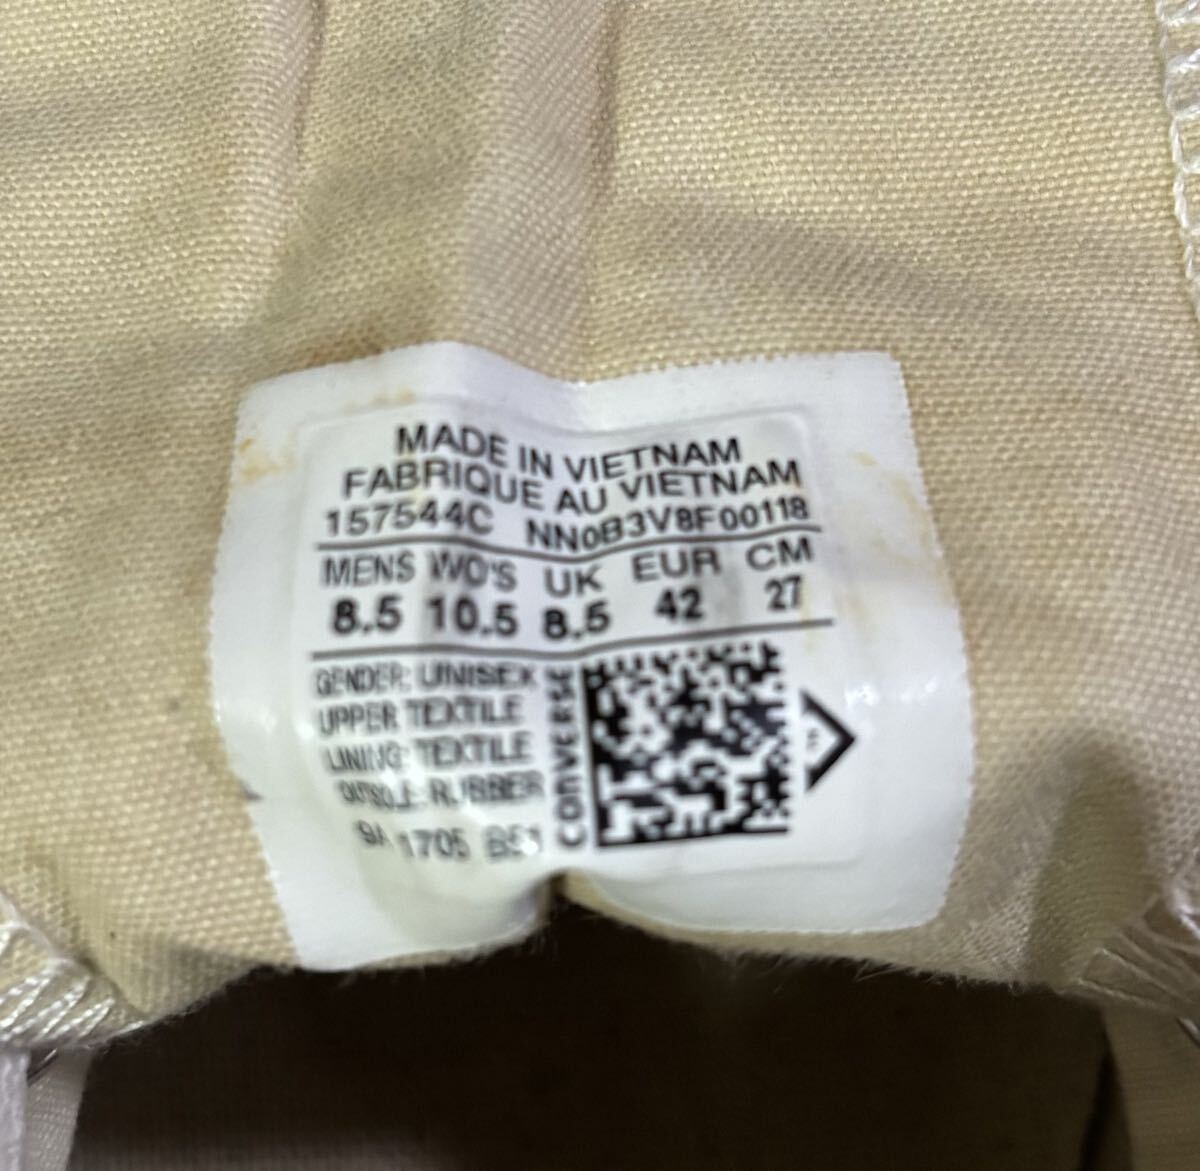 MADE IN VIETNAM
FABRIQUE AU VIETNAM
157544C NN0B3V8F00118
MENS WO'S UK EUR CM
8.5 10.5 8.5 42 27
GENDER: UNISEX
UPPER: TEXTILE
LINING: TEXTILE
OUTSOLE: RUBBER
1705
CONVERSE